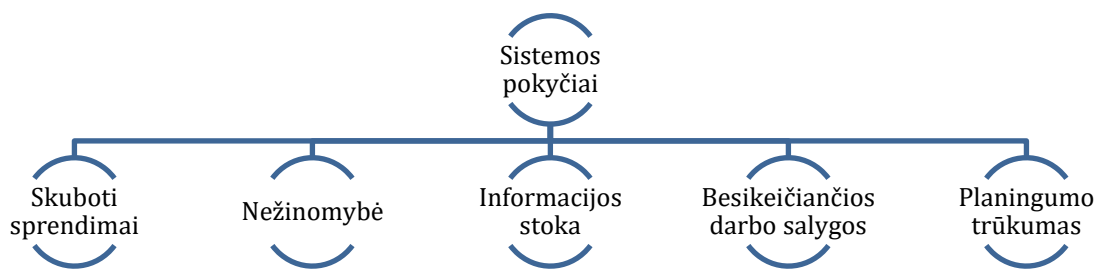 Sistemos
pokyčiai
Skuboti
sprendimai
Nežinomybė
Informacijos
stoka
Besikeičiančios
darbo salygos
Planingumo
trūkumas